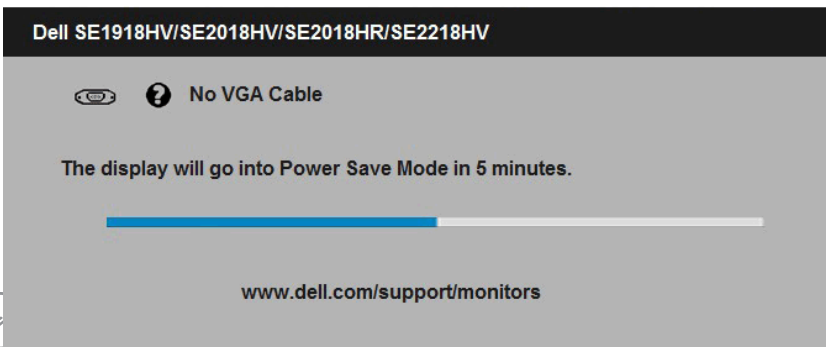 Dell SE1918HV/SE2018HV/SE2018HR/SE2218HV
No VGA Cable
The display will go into Power Save Mode in 5 minutes.
www.dell.com/support/monitors